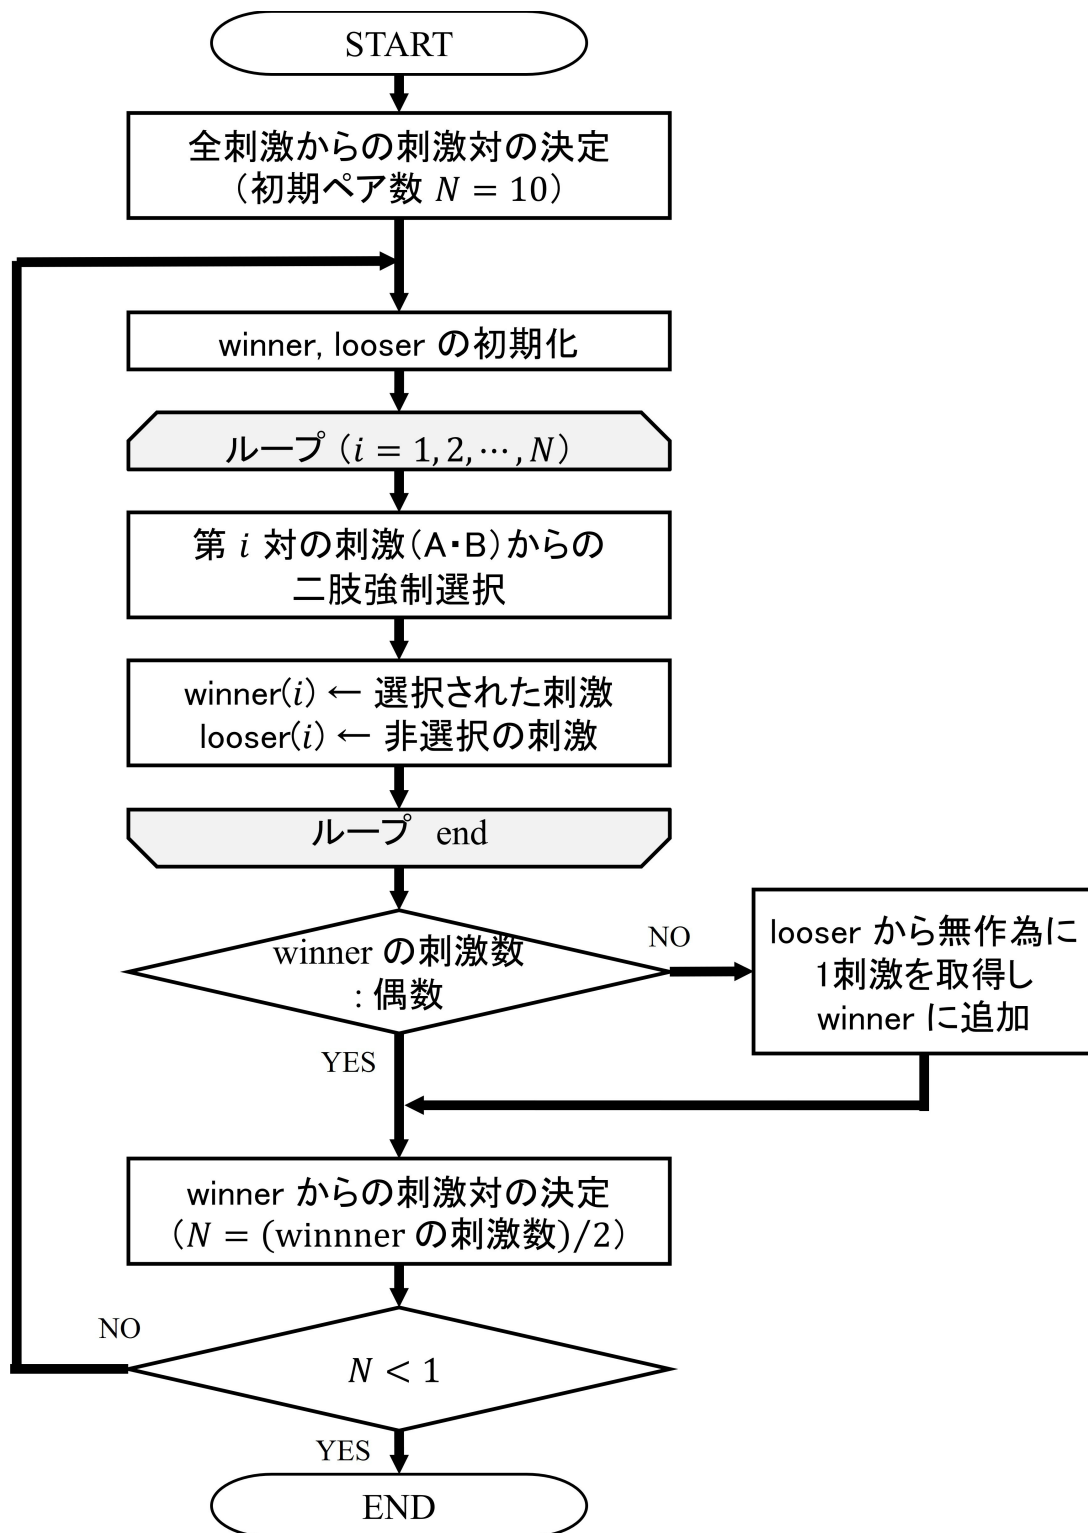 START
全刺激からの刺激対の決定
（初期ペア数 N = 10）
winner, looser の初期化
ループ（i = 1, 2, ⋯, N）
第 i 対の刺激（A・B）からの
二肢強制選択
winner(i) ← 選択された刺激
looser(i) ← 非選択の刺激
ループ end
winner の刺激数
: 偶数
NO
looser から無作為に
1刺激を取得し
winner に追加
YES
winner からの刺激対の決定
（N = (winnner の刺激数)/2）
NO
N < 1
YES
END